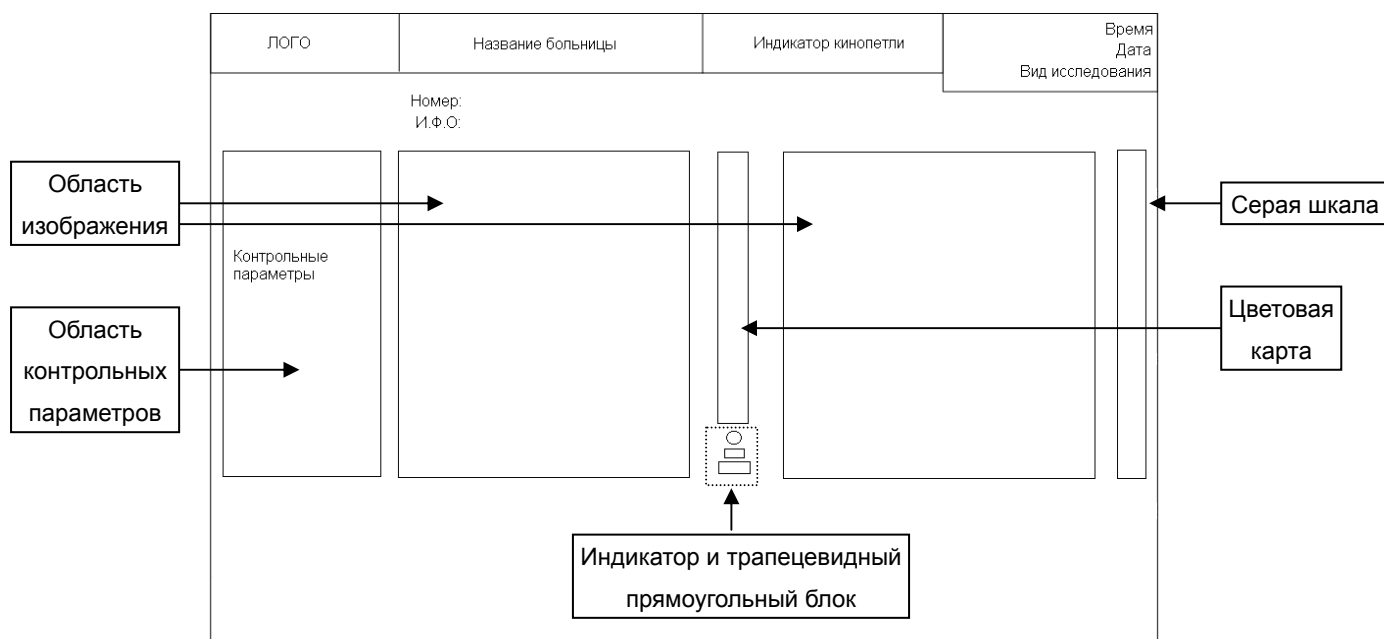 ЛОГО
Название больницы
Индикатор кинопетли
Время
Дата
Вид исследования
Номер:
И.Ф.О:
Область
изображения
Серая шкала
Контрольные
параметры
Область
контрольных
параметров
Цветовая
карта
Индикатор и трапецевидный
прямоугольный блок